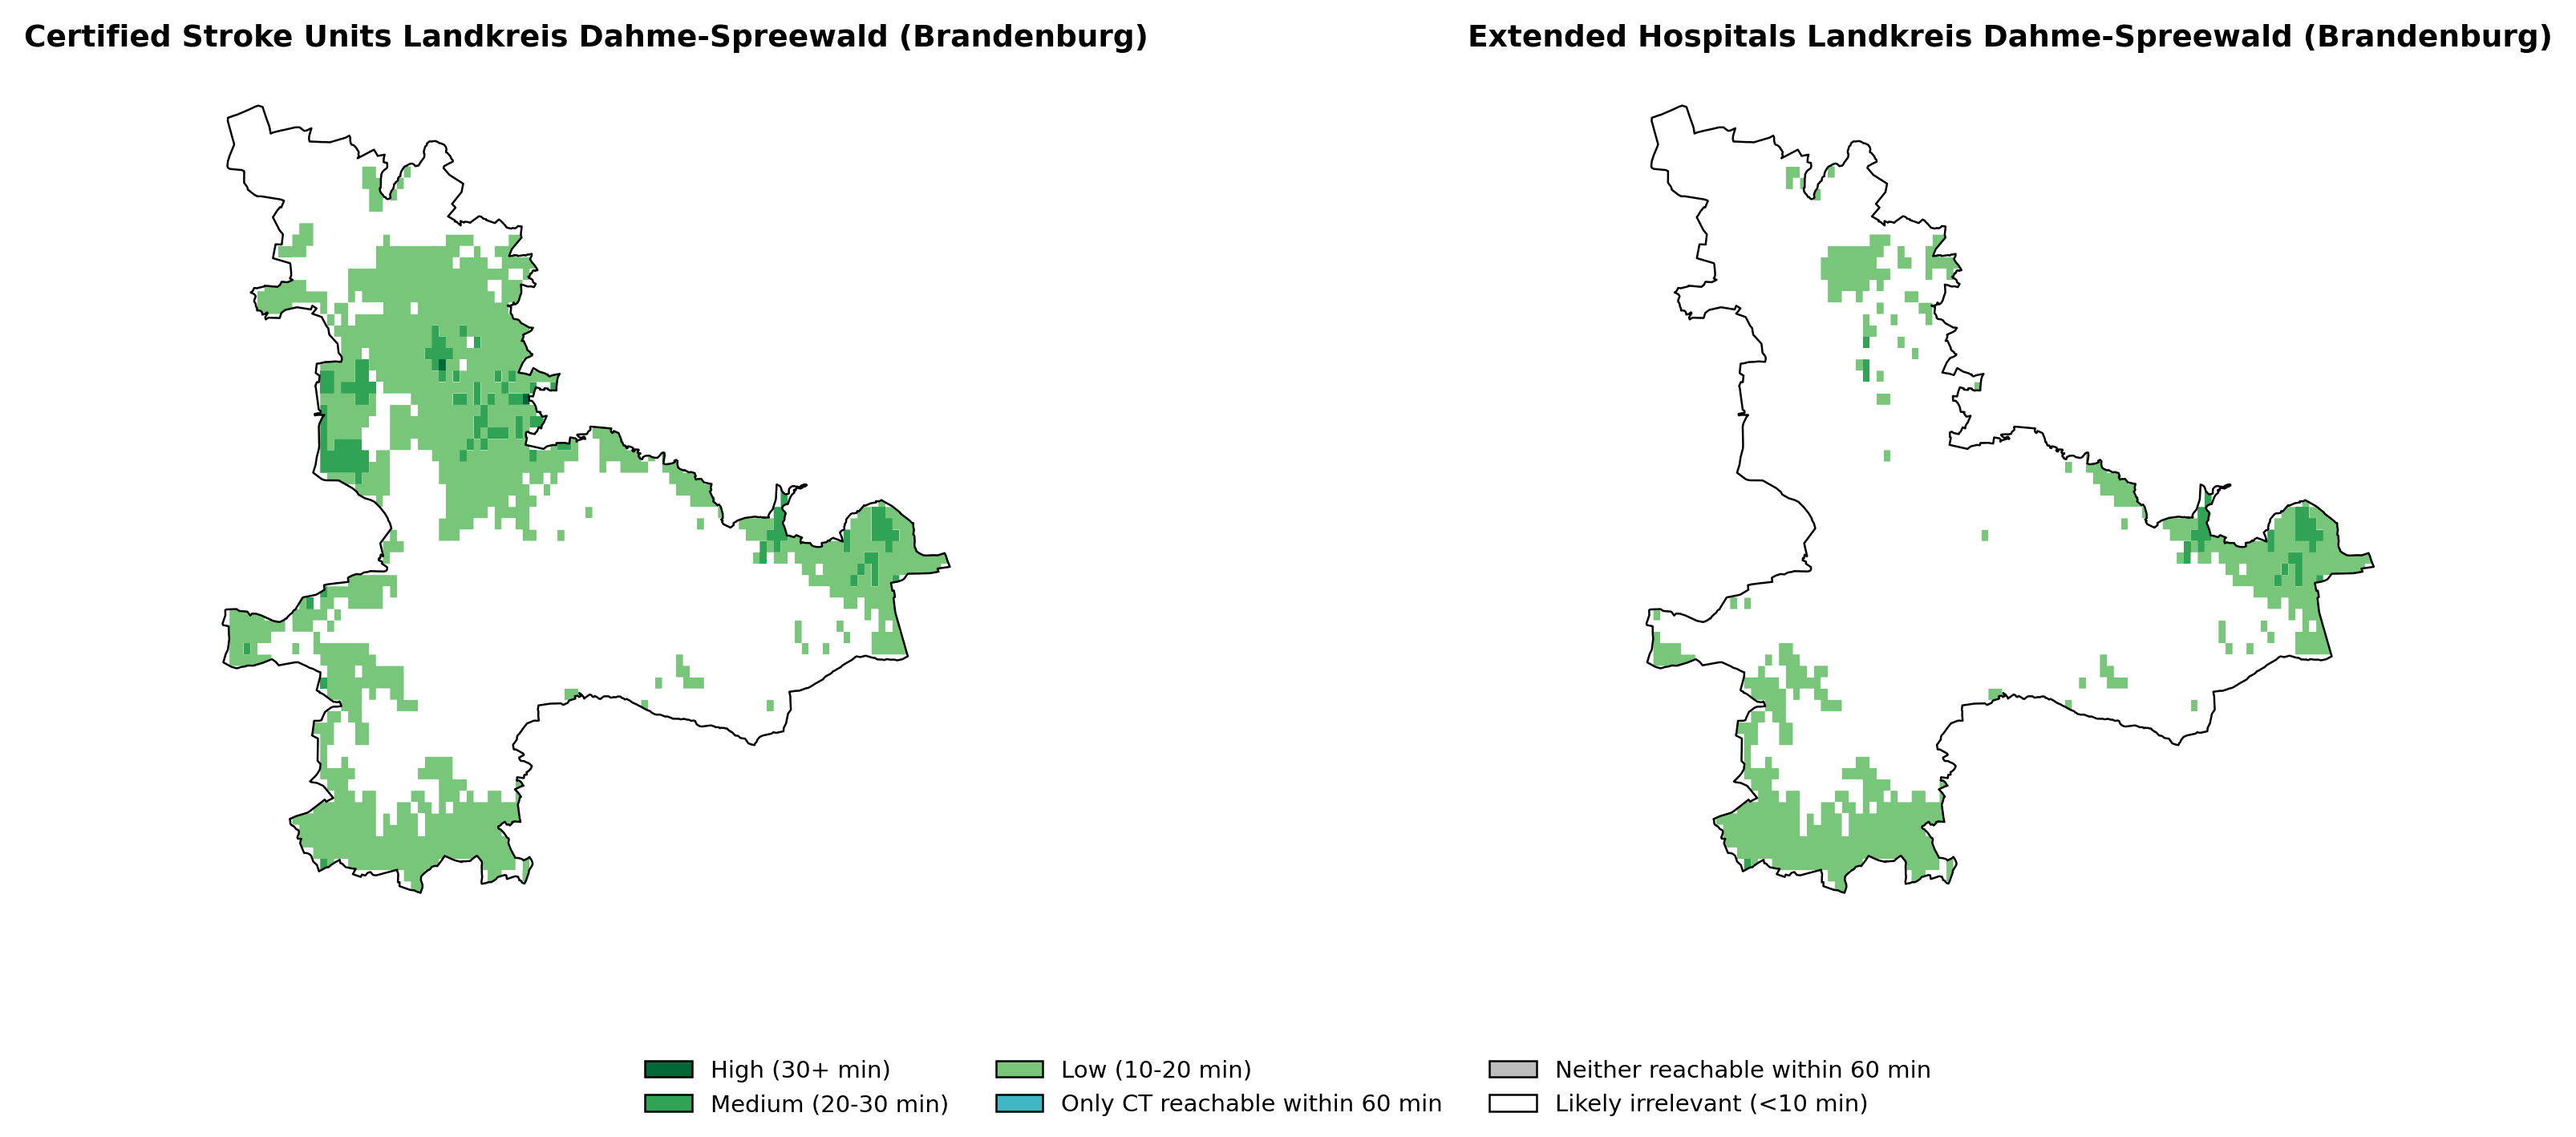 Certified Stroke Units Landkreis Dahme-Spreewald (Brandenburg)
Extended Hospitals Landkreis Dahme-Spreewald (Brandenburg)
High (30+ min)
Medium (20-30 min)
Low (10-20 min)
Only CT reachable within 60 min
Neither reachable within 60 min
Likely irrelevant (<10 min)